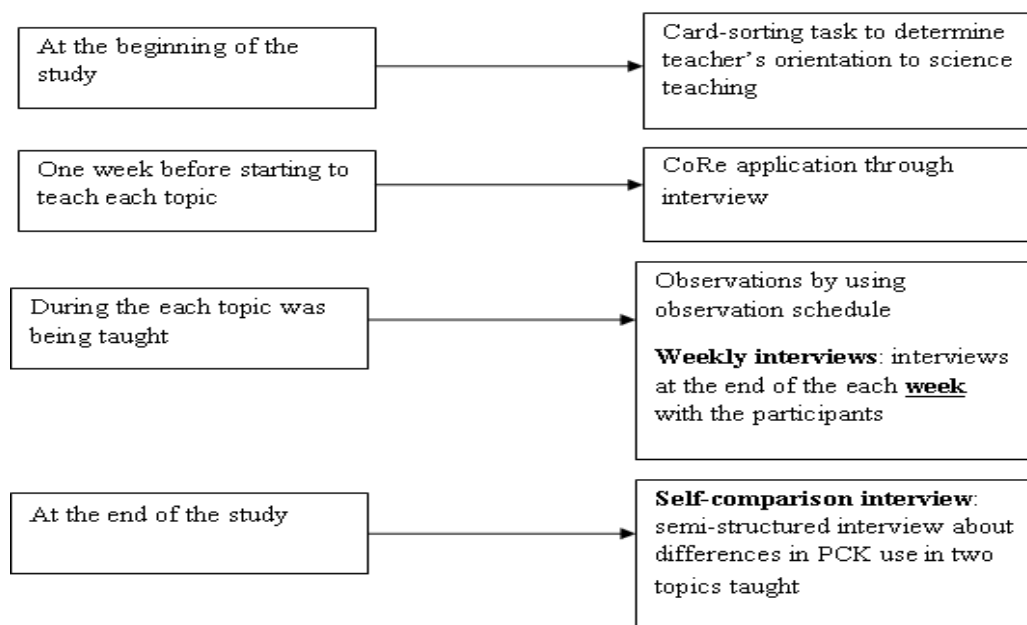 At the beginning of the
study
Card-sorting task to determine
teacher's orientation to science
teaching
One week before starting to
teach each topic
CoRe application through
interview
During the each topic was
being taught
Observations by using
observation schedule
Weekly interviews: interviews
at the end of the each week
with the participants
At the end of the study
Self-comparison interview:
semi-structured interview about
differences in PCK use in two
topics taught